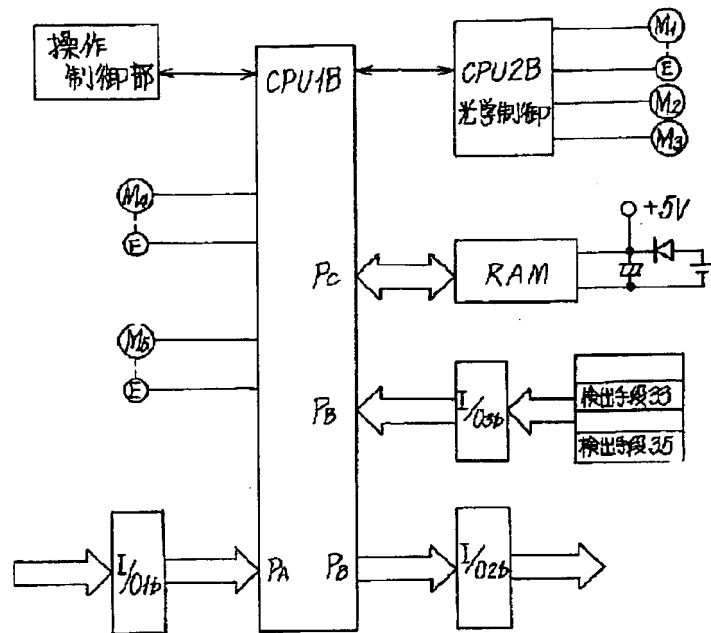 操作
制御部
CPU1B
CPU2B
光学制御
M1
E
M2
M3
M4
E
+5V
PC
RAM
M5
E
PB
I/O3b
検出手段33
検出手段35
I/O1b
PA
PB
I/O2b